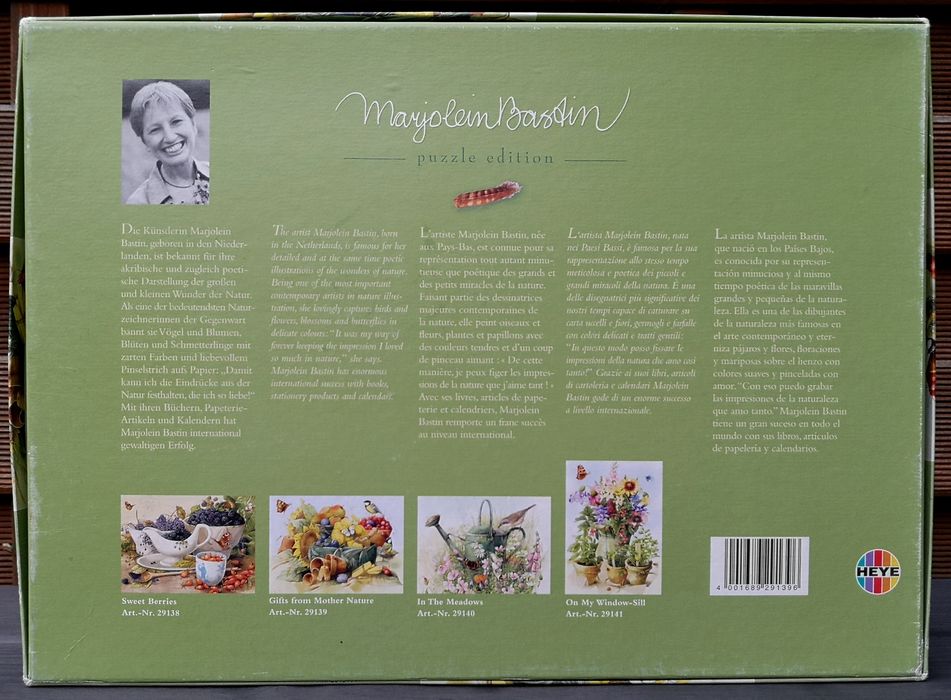 Marjolein Bastin
puzzle edition
Die Künstlerin Marjolein
Bastin, geboren in den Nieder-
landen, ist bekannt für ihre
akribische und zugleich poeti-
sche Darstellung der großen
und kleinen Wunder der Natur.
Als eine der bedeutendsten Natur-
zeichnerinnen der Gegenwart
bannt sie Vögel und Blumen,
Blüten und Schmetterlinge mit
zarten Farben und liebevollem
Pinselstrich aufs Papier: „Damit
kann ich die Eindrücke aus der
Natur festhalten, die ich so liebe!“
Mit ihren Büchern, Papeterie-
Artikeln und Kalendern hat
Marjolein Bastin international
gewaltigen Erfolg.
The artist Marjolein Bastin, born
in the Netherlands, is famous for her
detailed and at the same time poetic
illustrations of the wonders of nature.
Being one of the most important
contemporary artists in nature illus-
tration, she lovingly captures birds and
flowers, blossoms and butterflies in
delicate colours: “It was my way of
forever keeping the impression I loved
so much in nature,” she says.
Marjolein Bastin has enormous
international success with books,
stationery products and calendars.
L'artiste Marjolein Bastin, née
aux Pays-Bas, est connue pour sa
représentation tout autant minu-
tieuse que poétique des grands et
des petits miracles de la nature.
Faisant partie des dessinatrices
majeures contemporaines de
la nature, elle peint oiseaux et
fleurs, plantes et papillons avec
des couleurs tendres et d'un coup
de pinceau aimant : « De cette
manière, je peux figer les impres-
sions de la nature que j'aime tant ! »
Avec ses livres, articles de pape-
terie et calendriers, Marjolein
Bastin remporte un franc succès
au niveau international.
L'artista Marjolein Bastin, nata
nei Paesi Bassi, è famosa per la sua
rappresentazione allo stesso tempo
meticolosa e poetica dei piccoli e
grandi miracoli della natura. È una
delle disegnatrici più significative dei
nostri tempi capace di catturare su
carta uccelli e fiori, germogli e farfalle
con colori delicati e tratti gentili:
“In questo modo posso fissare le
impressioni della natura che amo così
tanto!” Grazie ai suoi libri, articoli
di cartoleria e calendari Marjolein
Bastin gode di un enorme successo
a livello internazionale.
La artista Marjolein Bastin,
que nació en los Países Bajos,
es conocida por su represen-
tación minuciosa y al mismo
tiempo poética de las maravillas
grandes y pequeñas de la natura-
leza. Ella es una de las dibujantes
de la naturaleza más famosas en
el arte contemporáneo y eter-
niza pájaros y flores, floraciones
y mariposas sobre el lienzo con
colores suaves y pinceladas con
amor. “Con eso puedo grabar
las impresiones de la naturaleza
que amo tanto.” Marjolein Bastin
tiene un gran suceso en todo el
mundo con sus libros, artículos
de papelería y calendarios.
Sweet Berries
Art.-Nr. 29138
Gifts from Mother Nature
Art.-Nr. 29139
In The Meadows
Art.-Nr. 29140
On My Window-Sill
Art.-Nr. 29141
4 001689 291396
HEYE